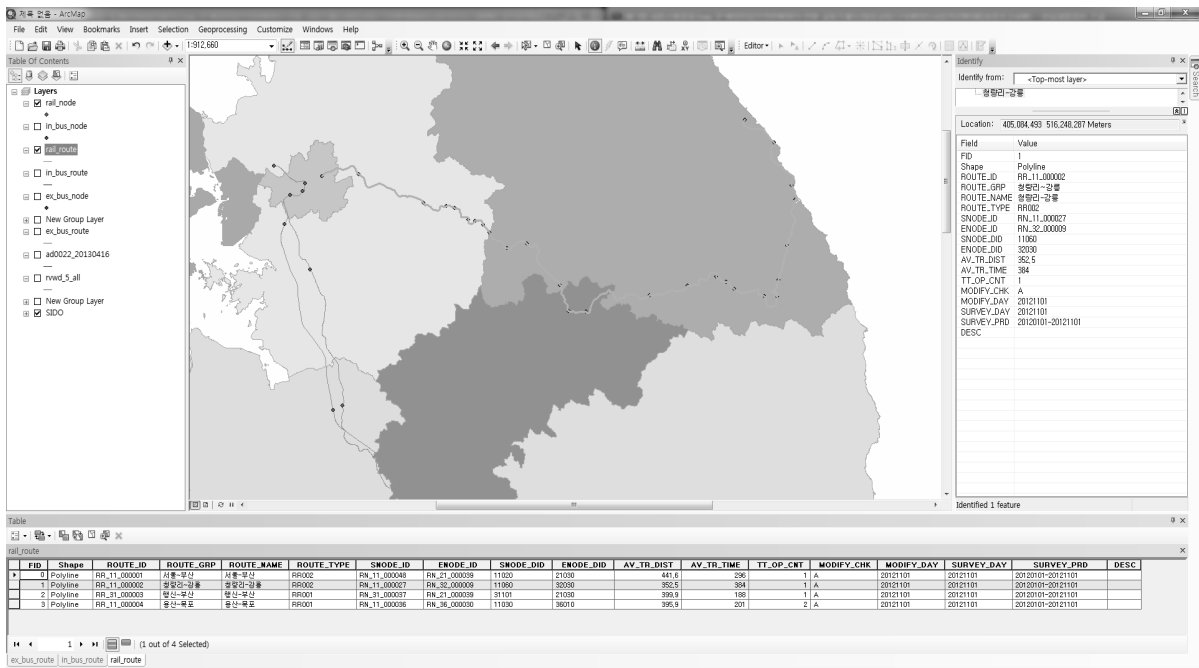 제목 없음 - ArcMap
File Edit View Bookmarks Insert Selection Geoprocessing Customize Windows Help
1:912,660
Editor
Table Of Contents
Layers
rail_node
in_bus_node
rail_route
in_bus_route
ex_bus_node
New Group Layer
ex_bus_route
ad0022_20130416
rvwd_5_all
New Group Layer
SIDO
Identify
Identify from: <Top-most layer>
청량리~강릉
Location: 405,084,493 516,248,287 Meters
Field Value
FID 1
Shape Polyline
ROUTE_ID RR_11_000002
ROUTE_GRP 청량리~강릉
ROUTE_NAME 청량리~강릉
ROUTE_TYPE RR002
SNODE_ID RN_11_000027
ENODE_ID RN_32_000009
SNODE_DID 11060
ENODE_DID 32030
AV_TR_DIST 352,5
AV_TR_TIME 384
TT_OP_CNT 1
MODIFY_CHK A
MODIFY_DAY 20121101
SURVEY_DAY 20121101
SURVEY_PRD 20120101~20121101
DESC
Identified 1 feature
Search
Table
rail_route
FID Shape ROUTE_ID ROUTE_GRP ROUTE_NAME ROUTE_TYPE SNODE_ID ENODE_ID SNODE_DID ENODE_DID AV_TR_DIST AV_TR_TIME TT_OP_CNT MODIFY_CHK MODIFY_DAY SURVEY_DAY SURVEY_PRD DESC
0 Polyline RR_11_000001 서울~부산 서울~부산 RR002 RN_11_000048 RN_21_000039 11020 21030 441,6 296 1 A 20121101 20121101 20120101~20121101
1 Polyline RR_11_000002 청량리~강릉 청량리~강릉 RR002 RN_11_000027 RN_32_000009 11060 32030 352,5 384 1 A 20121101 20121101 20120101~20121101
2 Polyline RR_31_000003 행신~부산 행신~부산 RR001 RN_31_000037 RN_21_000039 31101 21030 399,9 188 1 A 20121101 20121101 20120101~20121101
3 Polyline RR_11_000004 용산~목포 용산~목포 RR001 RN_11_000036 RN_36_000030 11030 36010 395,9 201 2 A 20121101 20121101 20120101~20121101
1 (1 out of 4 Selected)
ex_bus_route in_bus_route rail_route